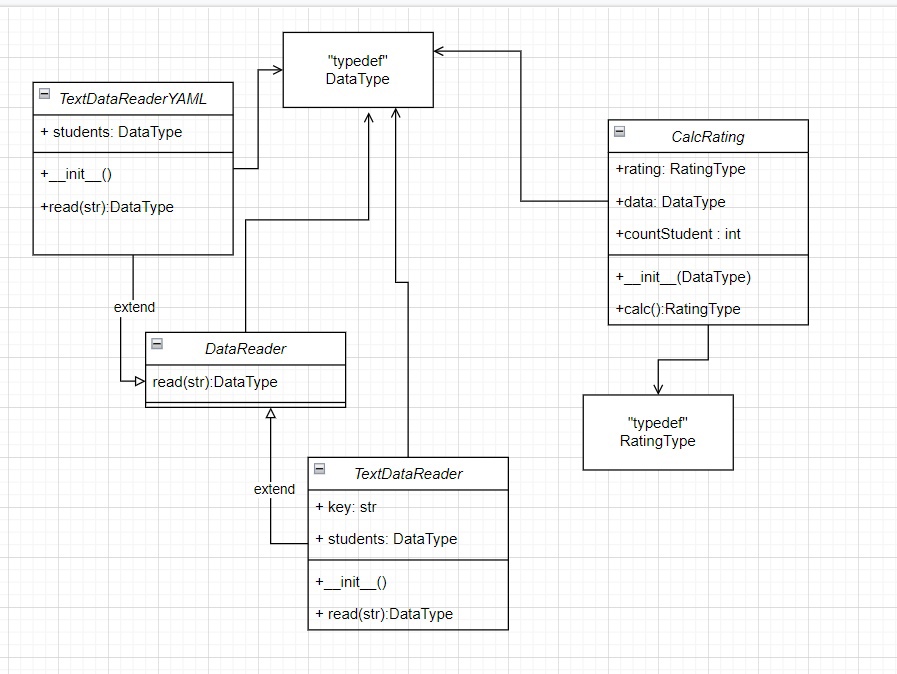 "typedef"
DataType
TextDataReaderYAML
+ students: DataType
+__init__()
+read(str):DataType
CalcRating
+rating: RatingType
+data: DataType
+countStudent : int
+__init__(DataType)
+calc():RatingType
extend
DataReader
read(str):DataType
"typedef"
RatingType
extend
TextDataReader
+ key: str
+ students: DataType
+__init__()
+ read(str):DataType